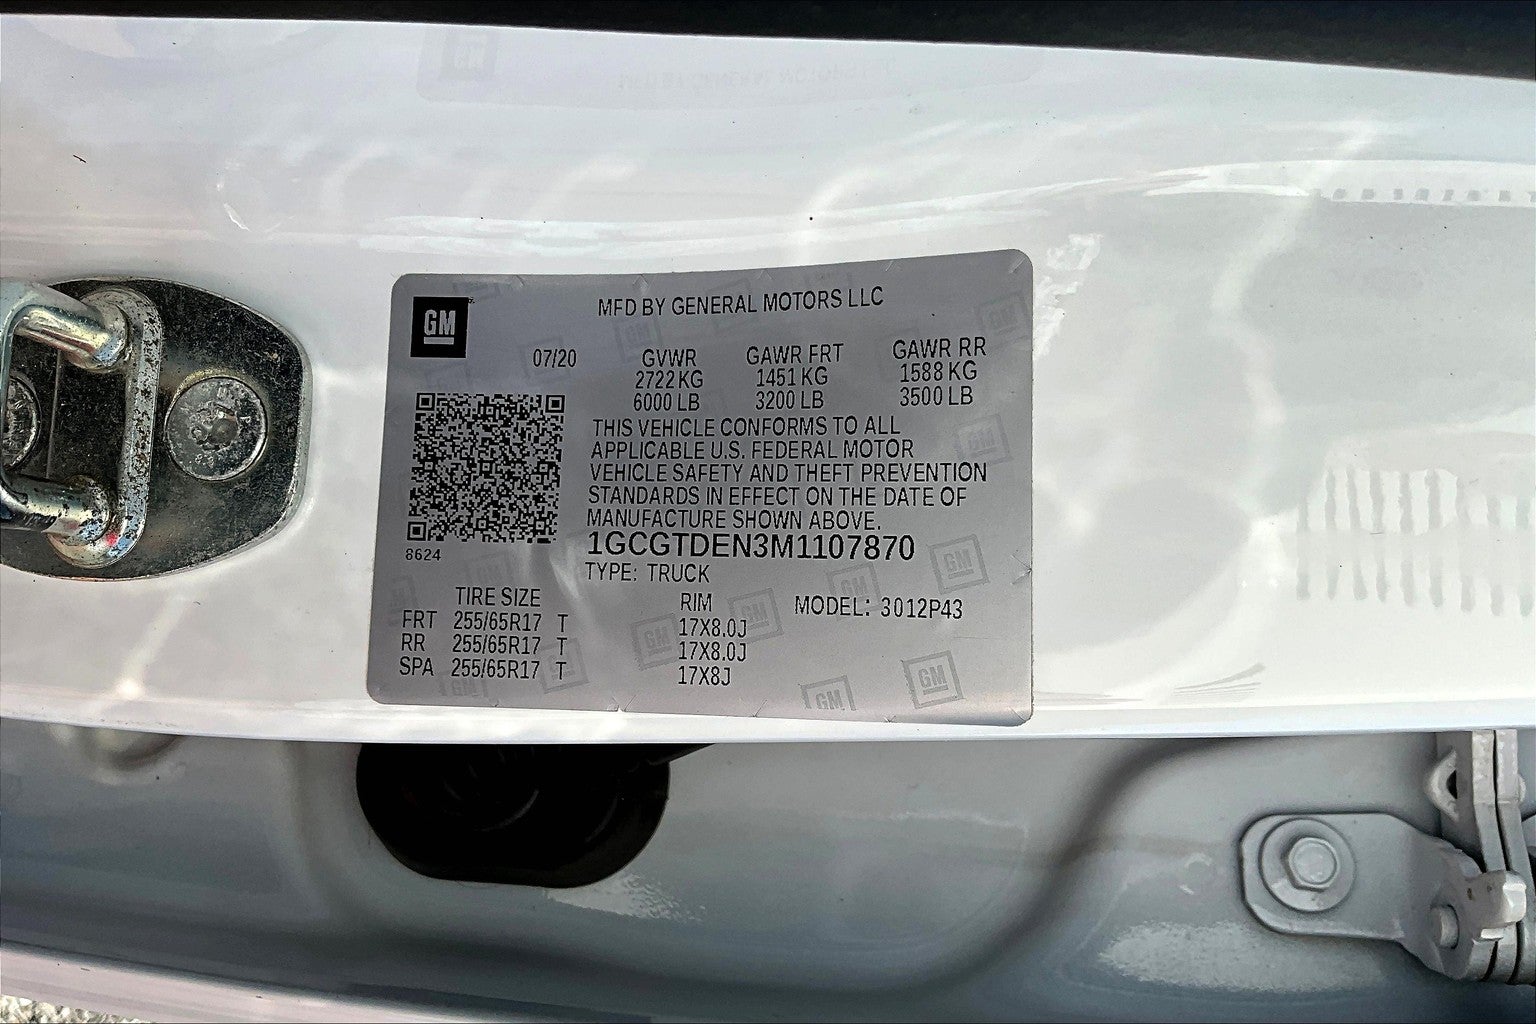 GM
MFD BY GENERAL MOTORS LLC
07/20
GVWR GAWR FRT GAWR RR
2722 KG 1451 KG 1588 KG
6000 LB 3200 LB 3500 LB
THIS VEHICLE CONFORMS TO ALL
APPLICABLE U.S. FEDERAL MOTOR
VEHICLE SAFETY AND THEFT PREVENTION
STANDARDS IN EFFECT ON THE DATE OF
MANUFACTURE SHOWN ABOVE.
8624
1GCGTDEN3M1107870
TYPE: TRUCK
TIRE SIZE RIM MODEL: 3012P43
FRT 255/65R17 T 17X8.0J
RR 255/65R17 T 17X8.0J
SPA 255/65R17 T 17X8J